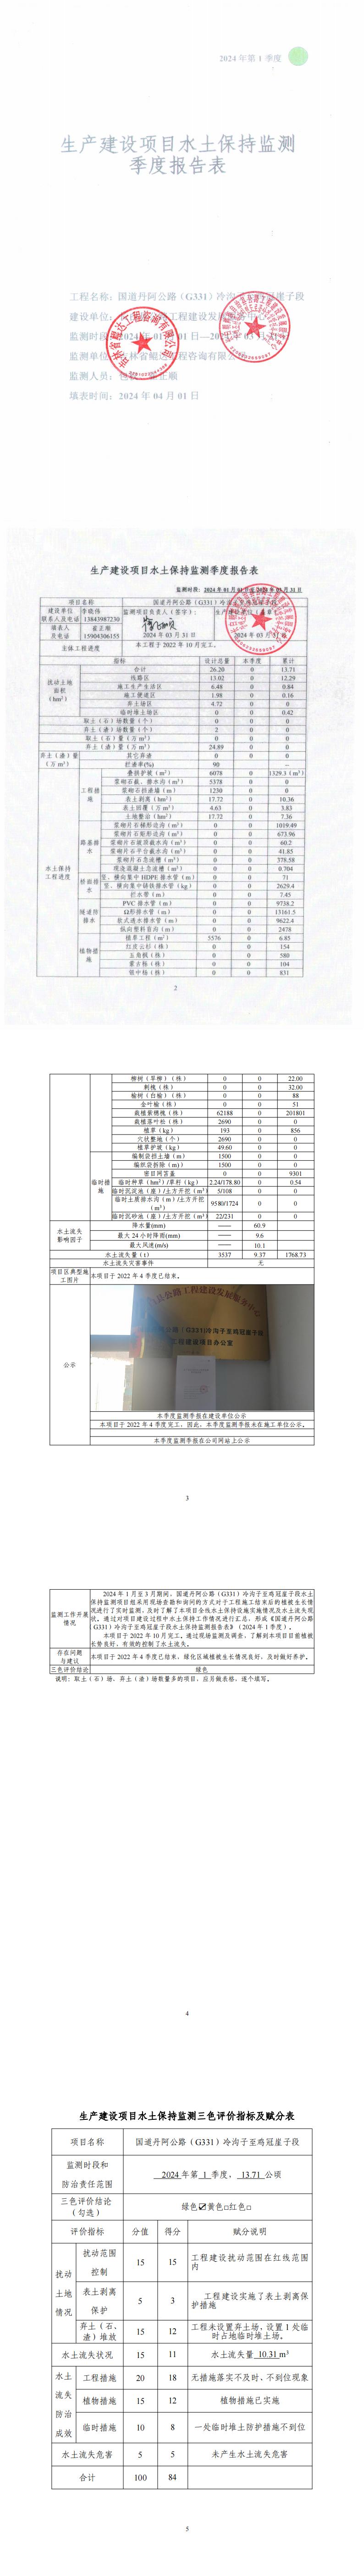 2024 年第 1 季度
生产建设项目水土保持监测
季度报告表
工程名称：国道丹阿公路（G331）冷沟子至鸡冠崖子段
建设单位：
监测时段：2024 年 01 月 01 日—2024 年 03 月 31 日
监测单位：吉林省
工程咨询有限公司
监测人员：
填表时间：2024 年 04 月 01 日
生产建设项目水土保持监测季度报告表
监测时段：2024 年 01 月 01 日至 2024 年 03 月 31 日
项目名称 国道丹阿公路（G331）冷沟子至鸡冠崖子段
建设单位联系人及电话 李晓伟 13843987230 监测项目负责人（签字）： 生产建设单位（盖章）
填表人及电话 崔正顺 15904306155 2024 年 03 月 31 日 2024 年 03 月 31 日
主体工程进度 本工程于 2022 年 10 月完工。
指标 设计总量 本季度 累计
扰动土地面积（hm²） 合计 26.20 0 13.71
线路区 13.02 0 12.29
施工生产生活区 6.48 0 0.84
施工便道区 1.98 0 0.16
弃土场区 4.72 0 0
临时堆土场区 0 0 0.42
取土（石）场数量（个） 0 0 0
弃土（渣）场数量（个） 2 0 0
取土（石）量（万 m³） 0 0 0
弃土（渣）量（万 m³） 24.89 0 0
弃土（渣）量（万 m³） 其它弃渣 0 0 0
拦渣率(%) 90 0 --
水土保持工程进度 工程措施 叠拱护坡（m²） 6078 0 1329.3（m²）
浆砌石截、排水沟（m³） 5378 0 0
浆砌石挡渣墙（m） 1230 0 0
表土剥离（hm²） 17.72 0 10.36
表土回覆（万 m³） 4.63 0 3.83
土地整治（hm²） 17.72 0 7.36
路基排水 浆砌片石梯形边沟（m³） 0 0 1019.49
浆砌片石矩形边沟（m³） 0 0 673.96
浆砌片石坡顶截水沟（m³） 0 0 60.2
浆砌片石平台截水沟（m³） 0 0 41.85
浆砌片石急流槽（m³） 0 0 378.58
现浇混凝土急流槽（m³） 0 0 0.704
桥面排水 竖、横向集中 HDPE 排水管（m） 0 0 71
竖、横向集中铸铁排水管（kg） 0 0 2629.4
拦水带（m） 0 0 7.45
隧道防排水 PVC 排水管（m） 0 0 9738.2
Ω形排水管（m） 0 0 13161.5
软式透水排水管（m） 0 0 9622.4
纵向塑料盲沟（m） 0 0 2478
植物措施 植草工程（m²） 5576 0 6.85
红皮云杉（株） 0 0 154
五角枫（株） 0 0 580
蒙古栎（株） 0 0 104
银中杨（株） 0 0 831
2
柳树（旱柳）（株） 0 0 22.00
刺槐（株） 0 0 32.00
榆树（白榆）（株） 0 0 88
金叶榆（株） 0 0 51
栽植紫穗槐（株） 62188 0 201801
栽植落叶松（株） 2690 0 0
植草（kg） 193 0 856
植草护坡（kg） 49.60 0 0
穴状整地（个） 2690 0 0
临时措施 编制袋拦土墙（m） 1500 0 0
编织袋拆除（m） 1500 0 0
密目网苫盖 0 0 9301
临时种草（hm²）/草籽（kg） 2.24/178.80 0 0.54
临时沉淀池（座）/土方开挖（m³） 5/108 0 0
临时土质排水沟（m）/土方开挖（m³） 9580/1724 0 0
临时沉砂池（座）/土方开挖（m³） 22/231 0 0
水土流失影响因子 降水量(mm) —— 60.9
最大 24 小时降雨(mm) —— 9.6
最大风速(m/s) —— 10.1
水土流失量（t） 3537 9.37 1768.73
水土流失灾害事件 无
项目区典型施工图片 本项目于 2022 年 4 季度已结束。
公示
县公路工程建设发展服务中心
（G331)冷沟子至鸡冠崖子段
工程建设项目办公室
本季度监测季报在建设单位公示
本项目于 2022 年 4 季度完工，因此，本季度监测季报未在施工单位公示。
本季度监测季报在公司网站上公示
3
监测工作开展情况 2024 年 1 月至 3 月期间，国道丹阿公路（G331）冷沟子至鸡冠崖子段水土
保持监测项目组采用现场查勘和询问的方式对于工程施工结束后的植被生长情
况进行了实时监测，及时了解了本项目全线水土保持设施实施情况及水土流失现
状。通过对项目建设过程中水土保持工作情况进行汇总，形成《国道丹阿公路
（G331）冷沟子至鸡冠崖子段水土保持监测报告表》（2024 年 1 季度）。
本项目于 2022 年 10 月完工。通过现场监测及调查，了解到本项目目前植被
长势良好，有效的控制了水土流失。
存在问题与建议 本项目于 2022 年 4 季度已结束，绿化区域植被生长情况良好，及时做好养护。
三色评价结论 绿色
说明：取土（石）场、弃土（渣）场数量多的项目，应另做表格，逐个填写。
4
生产建设项目水土保持监测三色评价指标及赋分表
项目名称 国道丹阿公路（G331）冷沟子至鸡冠崖子段
监测时段和防治责任范围 2024 年第 1 季度，13.71 公顷
三色评价结论（勾选） 绿色☑黄色□红色□
评价指标 分值 得分 赋分说明
扰动土地情况 扰动范围控制 15 15 工程建设扰动范围在红线范围内
表土剥离保护 5 3 工程建设实施了表土剥离保护措施
弃土（石、渣）堆放 15 12 工程未设置弃土场，设置 1 处临时占地临时堆土场。
水土流失状况 15 11 水土流失量 10.31 m³
水土流失防治成效 工程措施 20 18 无措施落实不及时、不到位现象
植物措施 15 12 植物措施已实施
临时措施 10 8 一处临时堆土防护措施不到位
水土流失危害 5 5 未产生水土流失危害
合计 100 84
5